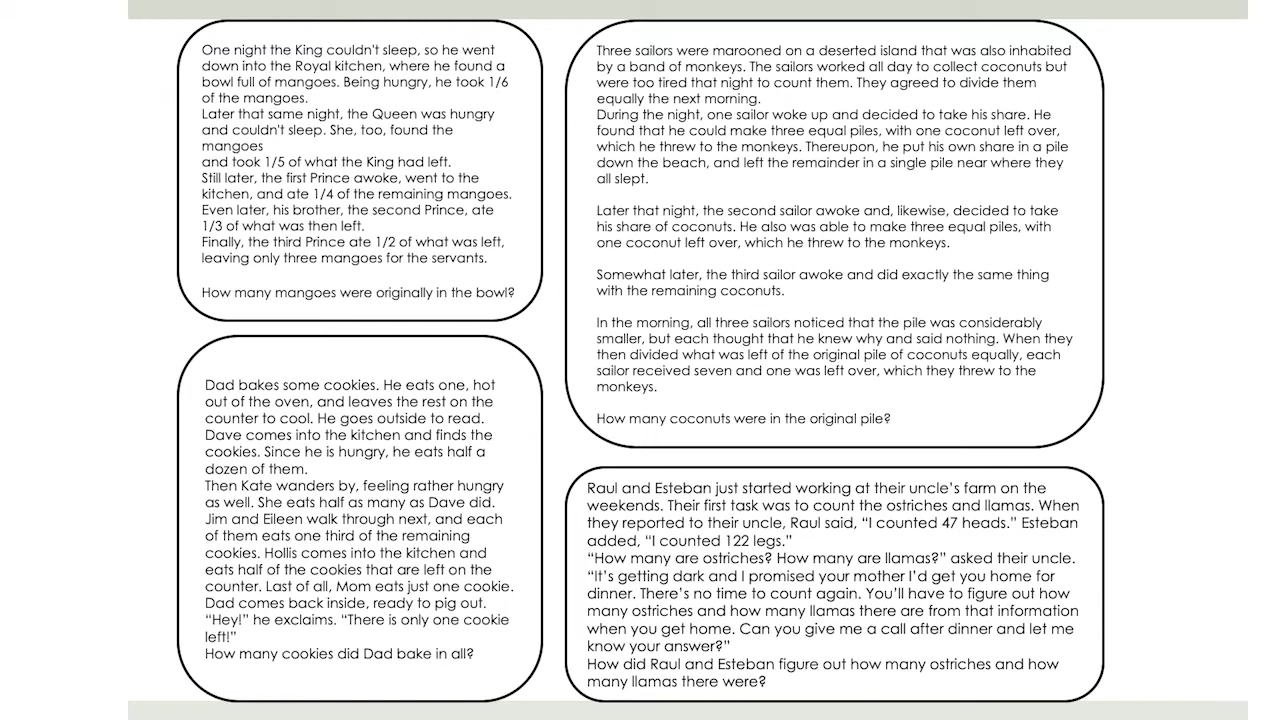 One night the King couldn't sleep, so he went
down into the Royal kitchen, where he found a
bowl full of mangoes. Being hungry, he took 1/6
of the mangoes.
Later that same night, the Queen was hungry
and couldn't sleep. She, too, found the
mangoes
and took 1/5 of what the King had left.
Still later, the first Prince awoke, went to the
kitchen, and ate 1/4 of the remaining mangoes.
Even later, his brother, the second Prince, ate
1/3 of what was then left.
Finally, the third Prince ate 1/2 of what was left,
leaving only three mangoes for the servants.
How many mangoes were originally in the bowl?
Dad bakes some cookies. He eats one, hot
out of the oven, and leaves the rest on the
counter to cool. He goes outside to read.
Dave comes into the kitchen and finds the
cookies. Since he is hungry, he eats half a
dozen of them.
Then Kate wanders by, feeling rather hungry
as well. She eats half as many as Dave did.
Jim and Eileen walk through next, and each
of them eats one third of the remaining
cookies. Hollis comes into the kitchen and
eats half of the cookies that are left on the
counter. Last of all, Mom eats just one cookie.
Dad comes back inside, ready to pig out.
“Hey!” he exclaims. “There is only one cookie
left!”
How many cookies did Dad bake in all?
Three sailors were marooned on a deserted island that was also inhabited
by a band of monkeys. The sailors worked all day to collect coconuts but
were too tired that night to count them. They agreed to divide them
equally the next morning.
During the night, one sailor woke up and decided to take his share. He
found that he could make three equal piles, with one coconut left over,
which he threw to the monkeys. Thereupon, he put his own share in a pile
down the beach, and left the remainder in a single pile near where they
all slept.
Later that night, the second sailor awoke and, likewise, decided to take
his share of coconuts. He also was able to make three equal piles, with
one coconut left over, which he threw to the monkeys.
Somewhat later, the third sailor awoke and did exactly the same thing
with the remaining coconuts.
In the morning, all three sailors noticed that the pile was considerably
smaller, but each thought that he knew why and said nothing. When they
then divided what was left of the original pile of coconuts equally, each
sailor received seven and one was left over, which they threw to the
monkeys.
How many coconuts were in the original pile?
Raul and Esteban just started working at their uncle’s farm on the
weekends. Their first task was to count the ostriches and llamas. When
they reported to their uncle, Raul said, “I counted 47 heads.” Esteban
added, “I counted 122 legs.”
“How many are ostriches? How many are llamas?” asked their uncle.
“It’s getting dark and I promised your mother I’d get you home for
dinner. There’s no time to count again. You’ll have to figure out how
many ostriches and how many llamas there are from that information
when you get home. Can you give me a call after dinner and let me
know your answer?”
How did Raul and Esteban figure out how many ostriches and how
many llamas there were?